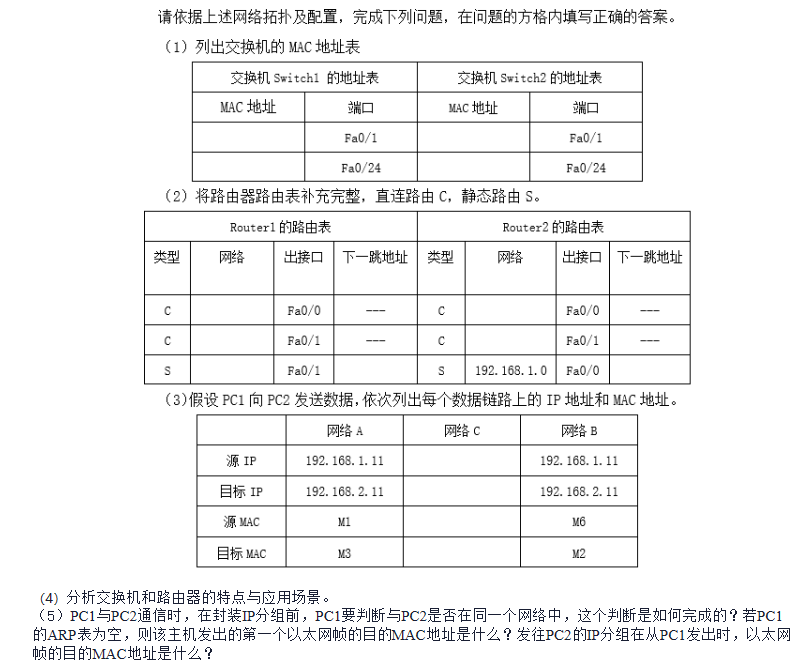 请依据上述网络拓扑及配置，完成下列问题，在问题的方格内填写正确的答案。
（1）列出交换机的 MAC 地址表
交换机 Switch1 的地址表 交换机 Switch2 的地址表
MAC 地址 端口 MAC 地址 端口
Fa0/1 Fa0/1
Fa0/24 Fa0/24
（2）将路由器路由表补充完整，直连路由 C，静态路由 S。
Router1 的路由表 Router2 的路由表
类型 网络 出接口 下一跳地址 类型 网络 出接口 下一跳地址
C Fa0/0 --- C Fa0/0 ---
C Fa0/1 --- C Fa0/1 ---
S Fa0/1 S 192.168.1.0 Fa0/0
（3）假设 PC1 向 PC2 发送数据，依次列出每个数据链路上的 IP 地址和 MAC 地址。
网络 A 网络 C 网络 B
源 IP 192.168.1.11 192.168.1.11
目标 IP 192.168.2.11 192.168.2.11
源 MAC M1 M6
目标 MAC M3 M2
(4) 分析交换机和路由器的特点与应用场景。
（5）PC1与PC2通信时，在封装IP分组前，PC1要判断与PC2是否在同一个网络中，这个判断是如何完成的？若PC1
的ARP表为空，则该主机发出的第一个以太网帧的目的MAC地址是什么？发往PC2的IP分组在从PC1发出时，以太网
帧的目的MAC地址是什么？